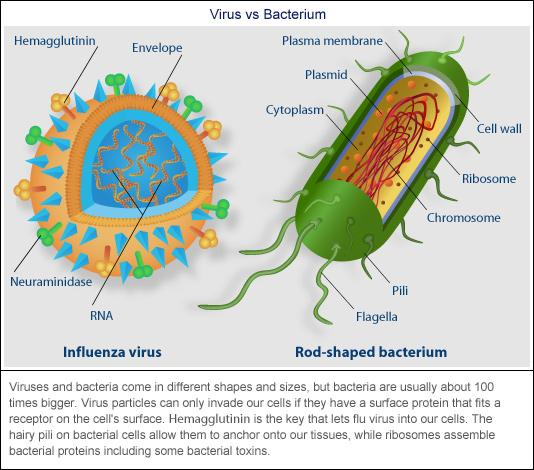 Virus vs Bacterium
Hemagglutinin
Envelope
Neuraminidase
RNA
Influenza virus
Plasma membrane
Plasmid
Cytoplasm
Cell wall
Ribosome
Chromosome
Pili
Flagella
Rod-shaped bacterium
Viruses and bacteria come in different shapes and sizes, but bacteria are usually about 100
times bigger. Virus particles can only invade our cells if they have a surface protein that fits a
receptor on the cell's surface. Hemagglutinin is the key that lets flu virus into our cells. The
hairy pili on bacterial cells allow them to anchor onto our tissues, while ribosomes assemble
bacterial proteins including some bacterial toxins.